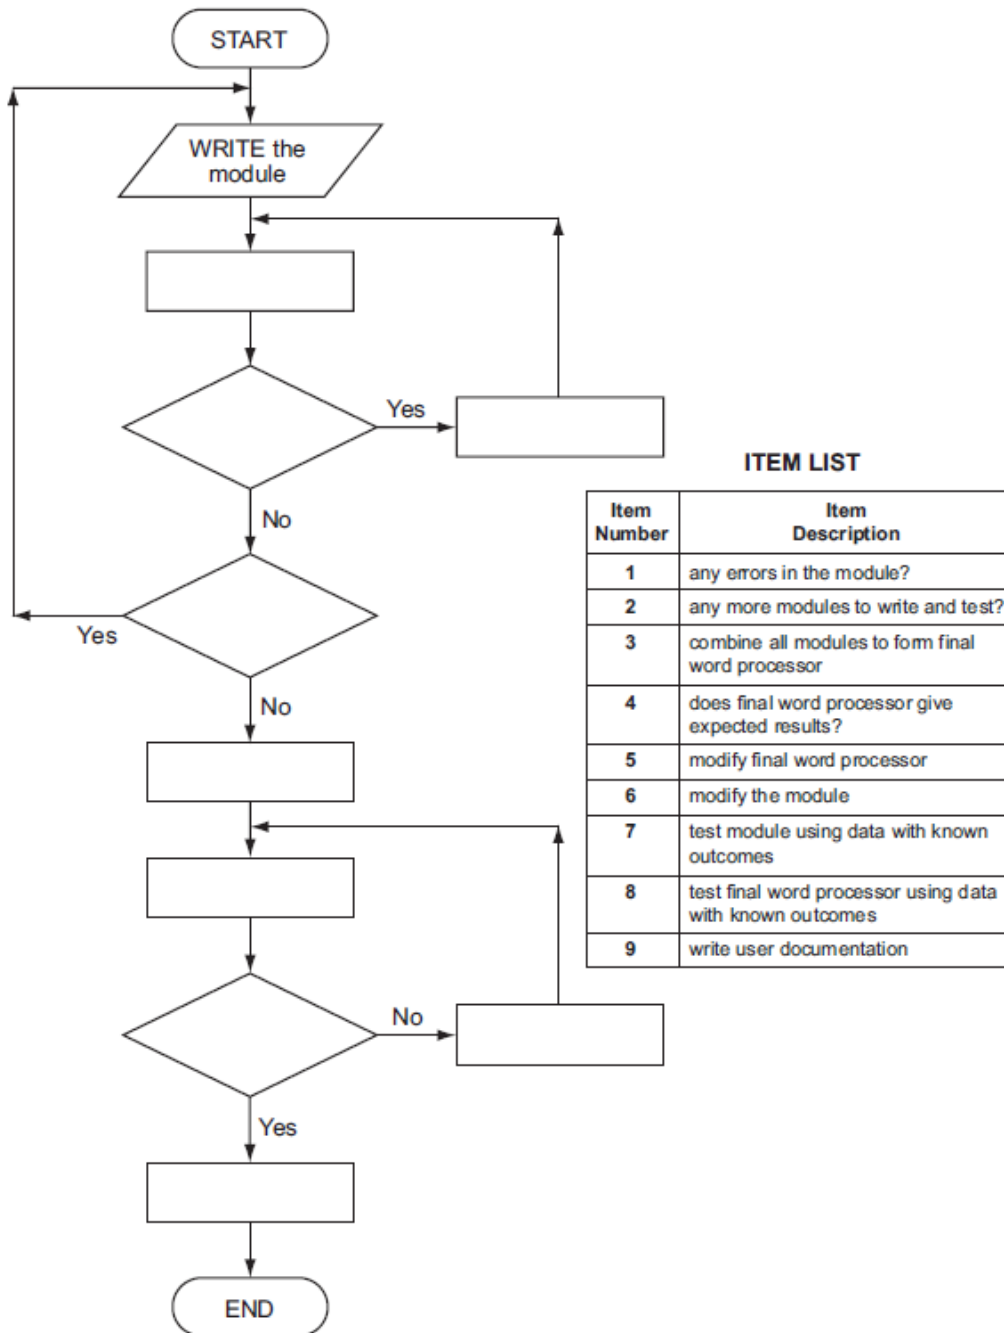 START
WRITE the
module
Yes
No
Yes
No
No
Yes
END
ITEM LIST
Item
Number
Item
Description
1
any errors in the module?
2
any more modules to write and test?
3
combine all modules to form final
word processor
4
does final word processor give
expected results?
5
modify final word processor
6
modify the module
7
test module using data with known
outcomes
8
test final word processor using data
with known outcomes
9
write user documentation